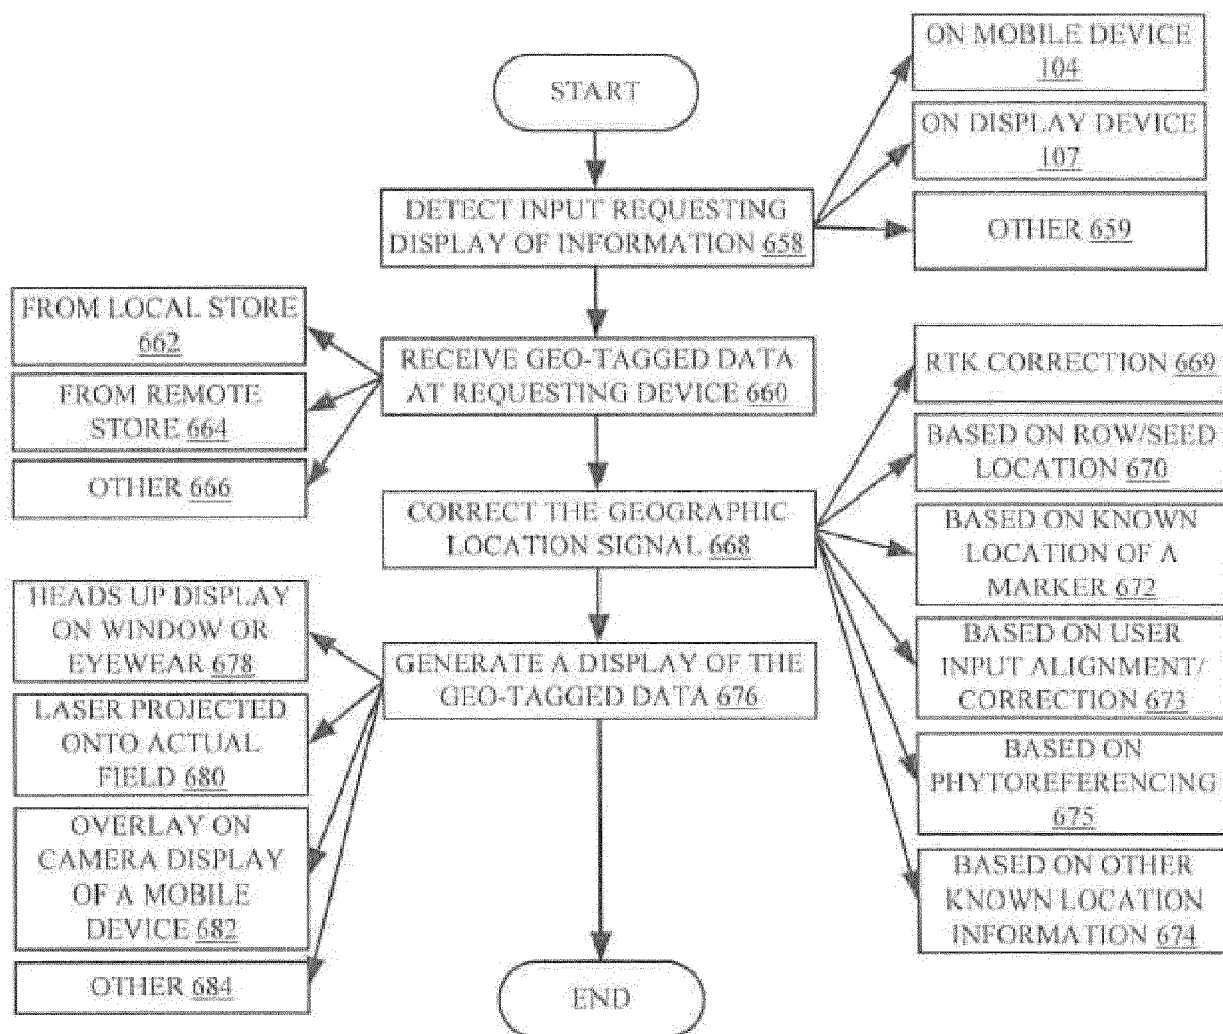 START
DETECT INPUT REQUESTING
DISPLAY OF INFORMATION 658
ON MOBILE DEVICE
104
ON DISPLAY DEVICE
107
OTHER 659
RECEIVE GEO-TAGGED DATA
AT REQUESTING DEVICE 660
FROM LOCAL STORE
662
FROM REMOTE
STORE 664
OTHER 666
CORRECT THE GEOGRAPHIC
LOCATION SIGNAL 668
RTK CORRECTION 669
BASED ON ROW/SEED
LOCATION 670
BASED ON KNOWN
LOCATION OF A
MARKER 672
BASED ON USER
INPUT ALIGNMENT/
CORRECTION 673
BASED ON
PHYTOREFERENCING
675
BASED ON OTHER
KNOWN LOCATION
INFORMATION 674
GENERATE A DISPLAY OF THE
GEO-TAGGED DATA 676
HEADS UP DISPLAY
ON WINDOW OR
EYEWEAR 678
LASER PROJECTED
ONTO ACTUAL
FIELD 680
OVERLAY ON
CAMERA DISPLAY
OF A MOBILE
DEVICE 682
OTHER 684
END